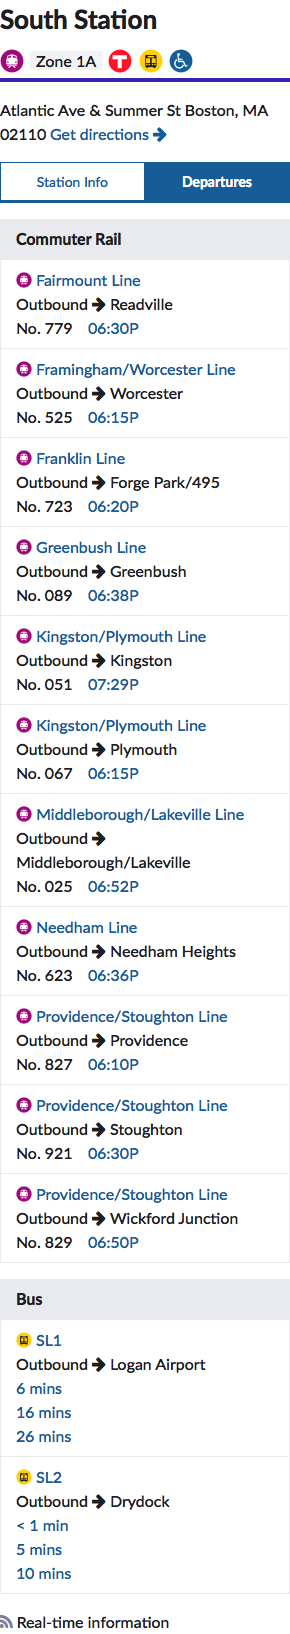 South Station
Zone 1A
Atlantic Ave & Summer St Boston, MA
02110 Get directions
Station Info
Departures
Commuter Rail
Fairmount Line
Outbound Readville
No. 779 06:30P
Framingham/Worcester Line
Outbound Worcester
No. 525 06:15P
Franklin Line
Outbound Forge Park/495
No. 723 06:20P
Greenbush Line
Outbound Greenbush
No. 089 06:38P
Kingston/Plymouth Line
Outbound Kingston
No. 051 07:29P
Kingston/Plymouth Line
Outbound Plymouth
No. 067 06:15P
Middleborough/Lakeville Line
Outbound
Middleborough/Lakeville
No. 025 06:52P
Needham Line
Outbound Needham Heights
No. 623 06:36P
Providence/Stoughton Line
Outbound Providence
No. 827 06:10P
Providence/Stoughton Line
Outbound Stoughton
No. 921 06:30P
Providence/Stoughton Line
Outbound Wickford Junction
No. 829 06:50P
Bus
SL1
Outbound Logan Airport
6 mins
16 mins
26 mins
SL2
Outbound Drydock
< 1 min
5 mins
10 mins
Real-time information